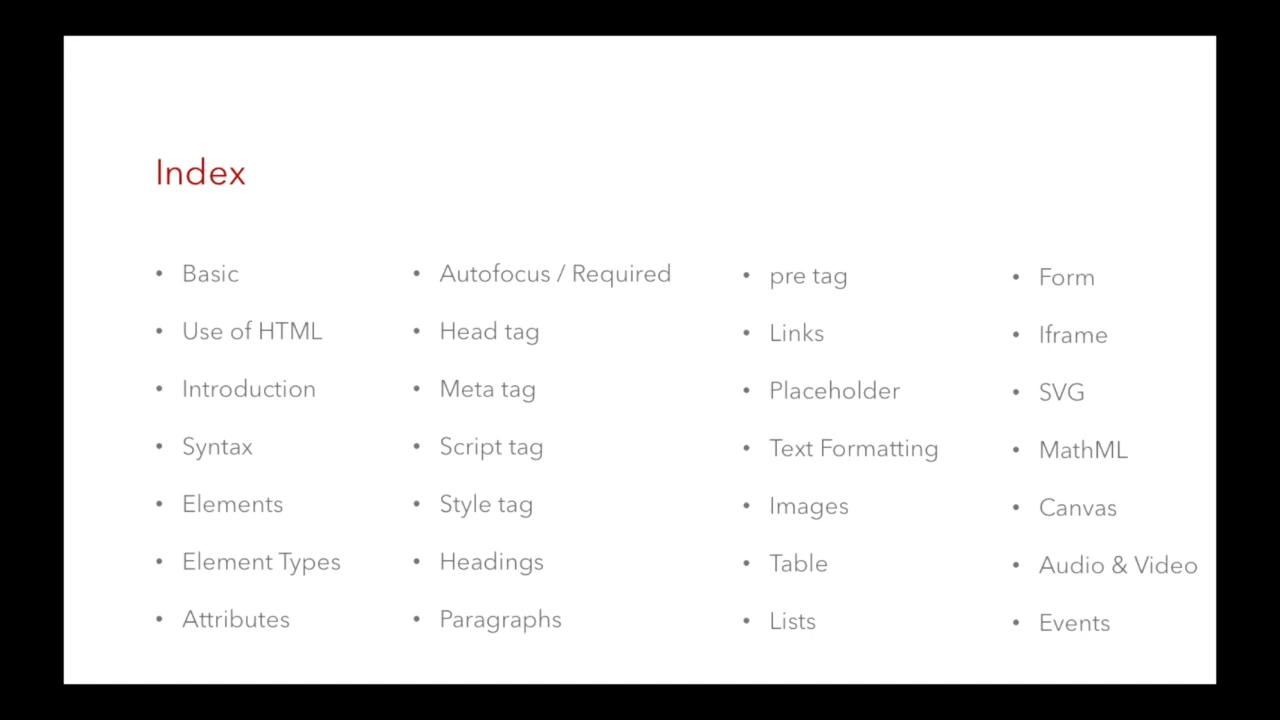 Index
• Basic
• Use of HTML
• Introduction
• Syntax
• Elements
• Element Types
• Attributes
• Autofocus / Required
• Head tag
• Meta tag
• Script tag
• Style tag
• Headings
• Paragraphs
• pre tag
• Links
• Placeholder
• Text Formatting
• Images
• Table
• Lists
• Form
• Iframe
• SVG
• MathML
• Canvas
• Audio & Video
• Events